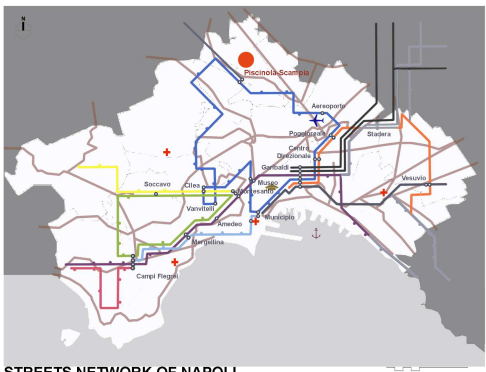 N
Piscinola-Scampia
Aereoporto
Poggioreale
Stadera
Centro
Direzionale
Garibaldi
Vesuvio
Museo
Soccavo
Cilea
Montesanto
Vanvitelli
Municipio
Amedeo
Mergellina
Campi Flegrei
STREETS NETWORK OF NAPOLI